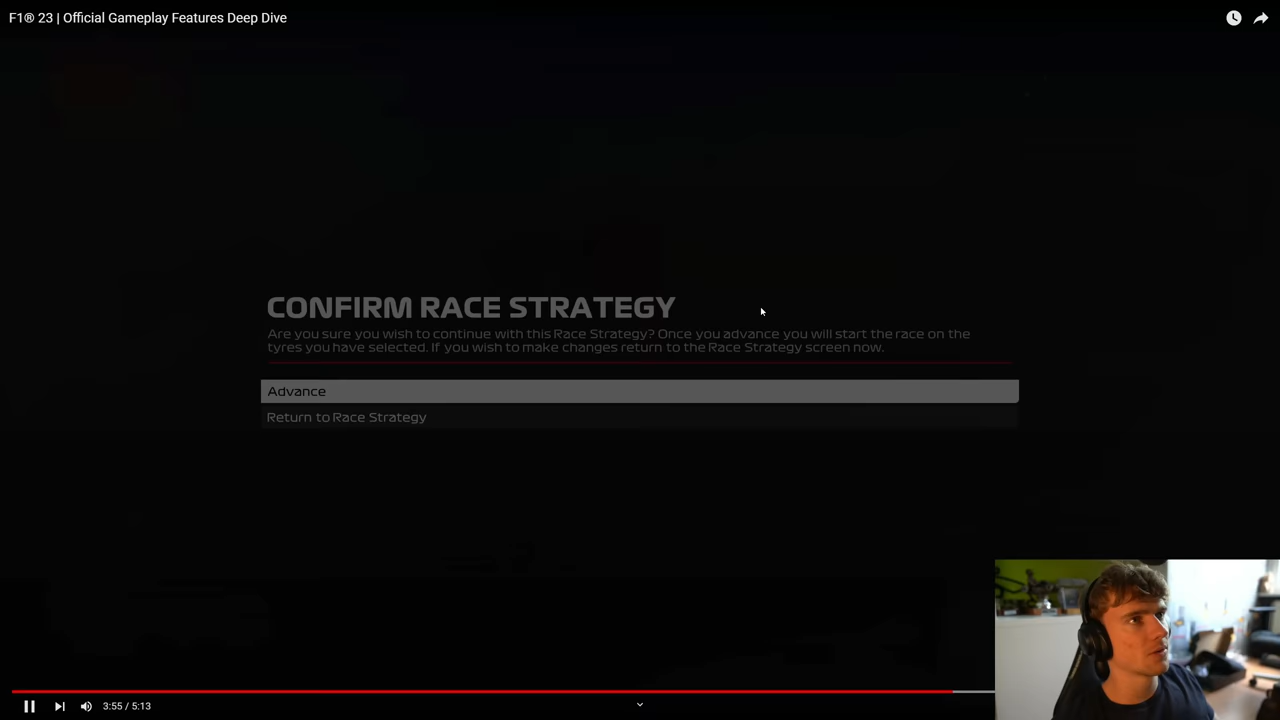 F1® 23 | Official Gameplay Features Deep Dive
CONFIRM RACE STRATEGY
Are you sure you wish to continue with this Race Strategy? Once you advance you will start the race on the
tyres you have selected. If you wish to make changes return to the Race Strategy screen now.
Advance
Return to Race Strategy
3:55 / 5:13